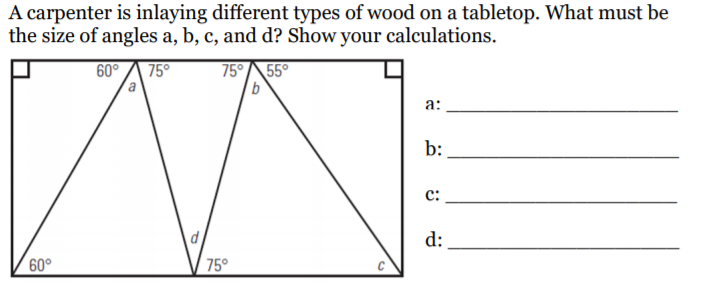 A carpenter is inlaying different types of wood on a tabletop. What must be
the size of angles a, b, c, and d? Show your calculations.
60° 75° 75° 55°
a b
a:
b:
c:
d:
d
60° 75° c